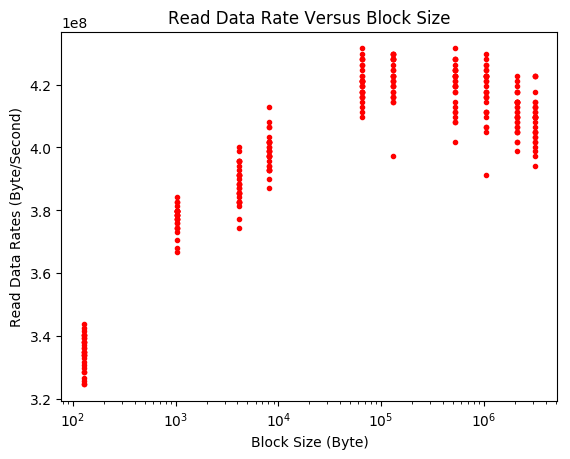 Read Data Rate Versus Block Size
1e8
4.2
4.0
3.8
3.6
3.4
3.2
Read Data Rates (Byte/Second)
10² 10³ 10⁴ 10⁵ 10⁶
Block Size (Byte)